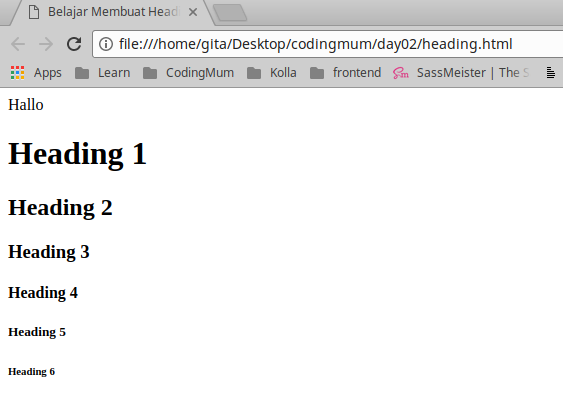 Belajar Membuat Head
file:///home/gita/Desktop/codingmum/day02/heading.html
Apps Learn CodingMum Kolla frontend SassMeister | The S
Hallo
Heading 1
Heading 2
Heading 3
Heading 4
Heading 5
Heading 6